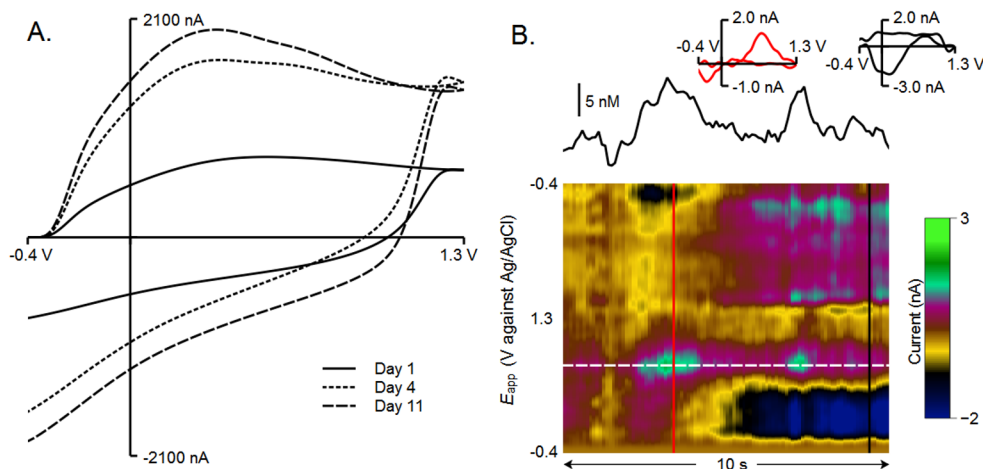 A.
2100 nA
-0.4 V
1.3 V
Day 1
Day 4
Day 11
-2100 nA
B.
2.0 nA
-0.4 V
1.3 V
-1.0 nA
2.0 nA
-0.4 V
1.3 V
-3.0 nA
5 nM
-0.4
1.3
-0.4
E app (V against Ag/AgCl)
10 s
3
−2
Current (nA)